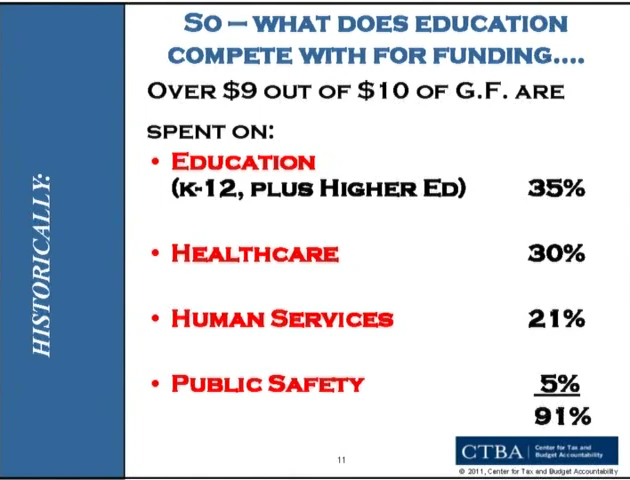 SO – WHAT DOES EDUCATION
COMPETE WITH FOR FUNDING....
OVER $9 OUT OF $10 OF G.F. ARE
SPENT ON:
• EDUCATION
(K-12, PLUS HIGHER ED) 35%
• HEALTHCARE 30%
• HUMAN SERVICES 21%
• PUBLIC SAFETY 5%
91%
HISTORICALLY:
11
CTBA Center for Tax and
Budget Accountability
© 2011, Center for Tax and Budget Accountability